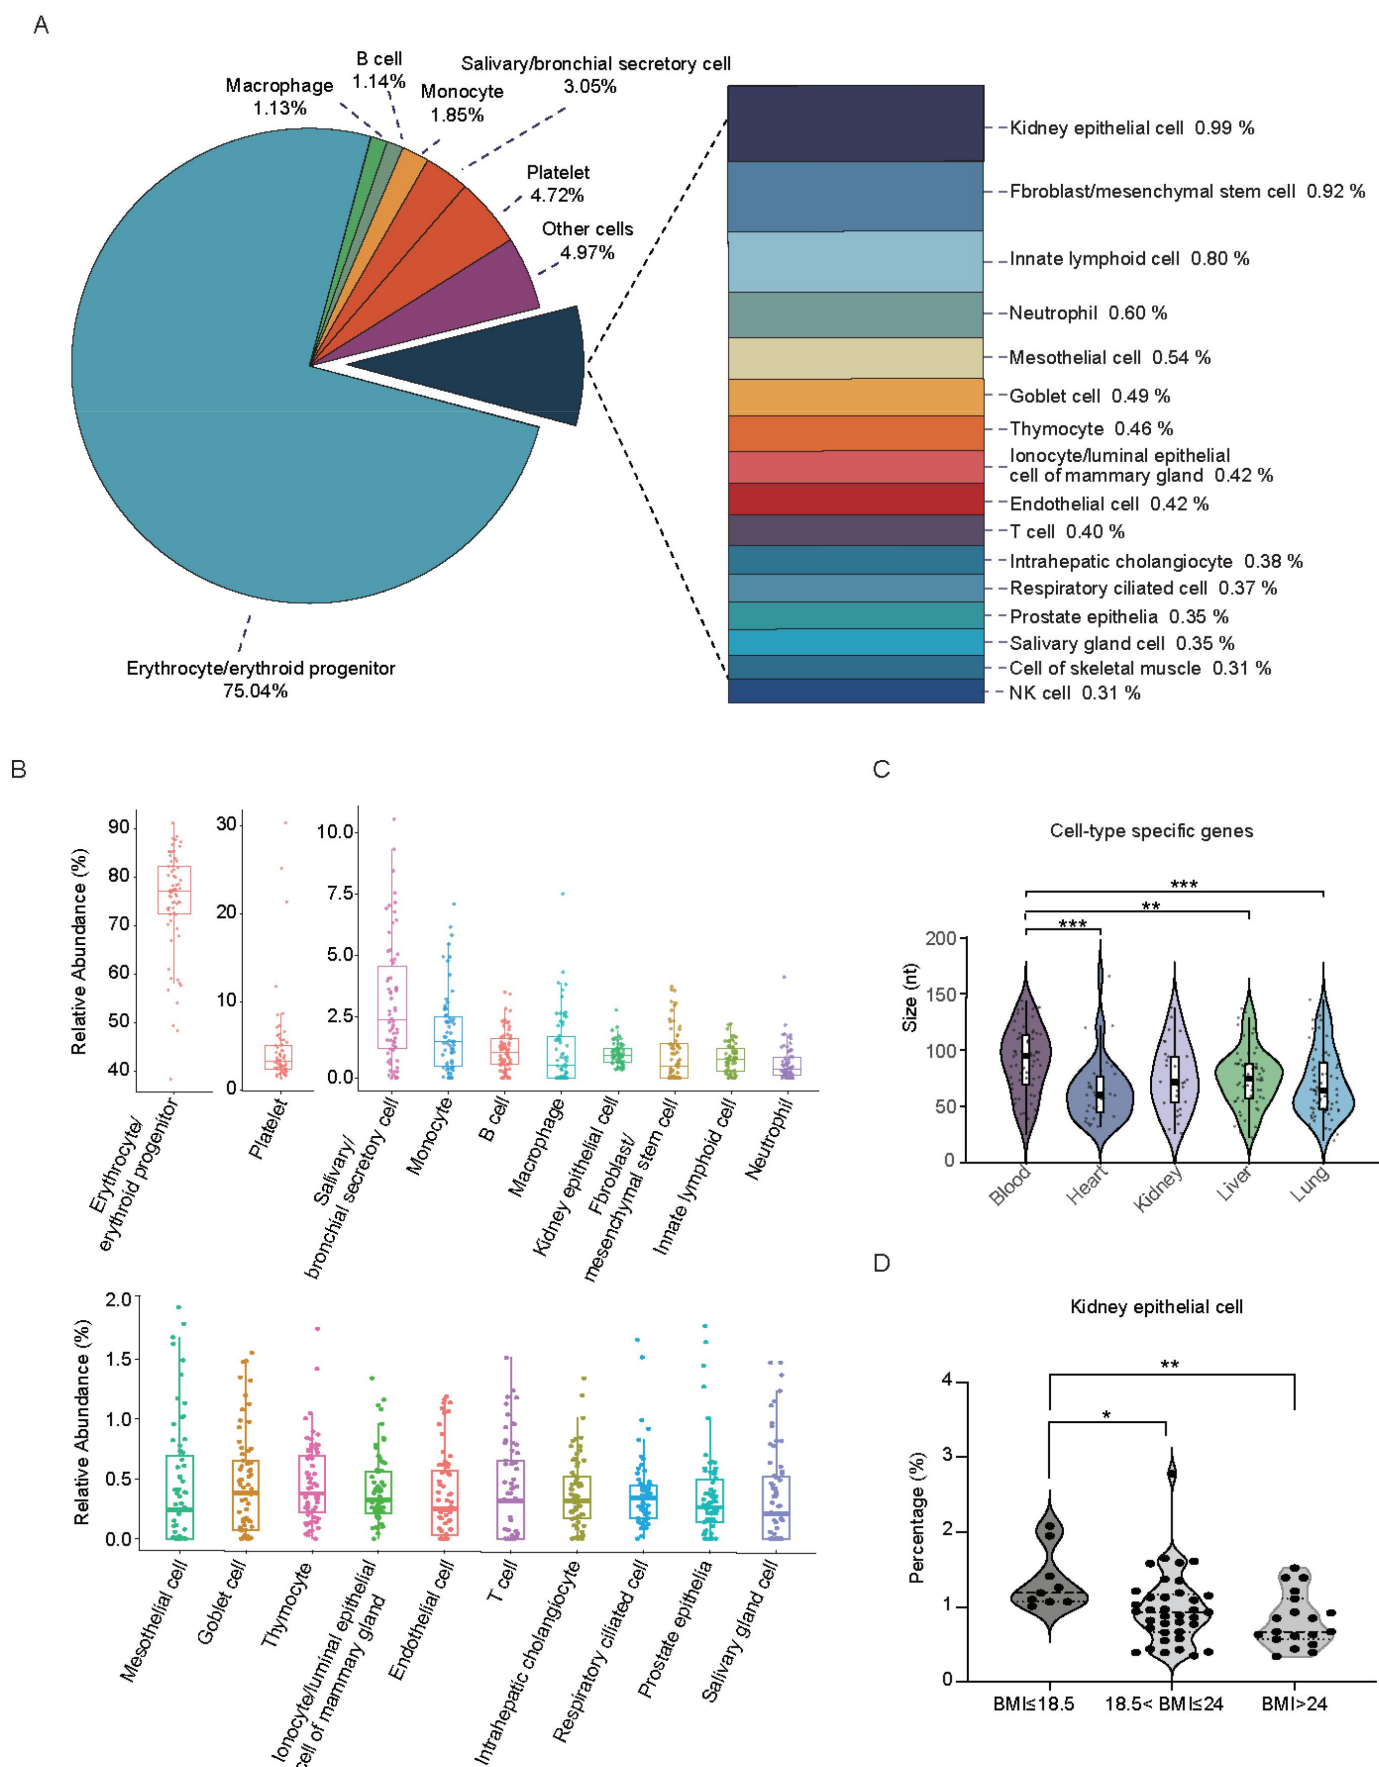 A
B cell
1.14%
Salivary/bronchial secretory cell
3.05%
Macrophage
1.13%
Monocyte
1.85%
Platelet
4.72%
Other cells
4.97%
Erythrocyte/erythroid progenitor
75.04%
Kidney epithelial cell 0.99 %
Fbroblast/mesenchymal stem cell 0.92 %
Innate lymphoid cell 0.80 %
Neutrophil 0.60 %
Mesothelial cell 0.54 %
Goblet cell 0.49 %
Thymocyte 0.46 %
Ionocyte/luminal epithelial
cell of mammary gland 0.42 %
Endothelial cell 0.42 %
T cell 0.40 %
Intrahepatic cholangiocyte 0.38 %
Respiratory ciliated cell 0.37 %
Prostate epithelia 0.35 %
Salivary gland cell 0.35 %
Cell of skeletal muscle 0.31 %
NK cell 0.31 %
B
Relative Abundance (%)
90
80
70
60
50
40
30
20
10
0
10.0
7.5
5.0
2.5
0.0
Erythrocyte/
erythroid progenitor
Platelet
Salivary/
bronchial secretory cell
Monocyte
B cell
Macrophage
Kidney epithelial cell
Fbroblast/
mesenchymal stem cell
Innate lymphoid cell
Neutrophil
Relative Abundance (%)
2.0
1.5
1.0
0.5
0.0
Mesothelial cell
Goblet cell
Thymocyte
Ionocyte/luminal epithelial
cell of mammary gland
Endothelial cell
T cell
Intrahepatic cholangiocyte
Respiratory ciliated cell
Prostate epithelia
Salivary gland cell
C
Cell-type specific genes
***
**
***
Size (nt)
200
150
100
50
0
Blood
Heart
Kidney
Liver
Lung
D
Kidney epithelial cell
**
*
Percentage (%)
4
3
2
1
0
BMI≤18.5
18.5< BMI≤24
BMI>24